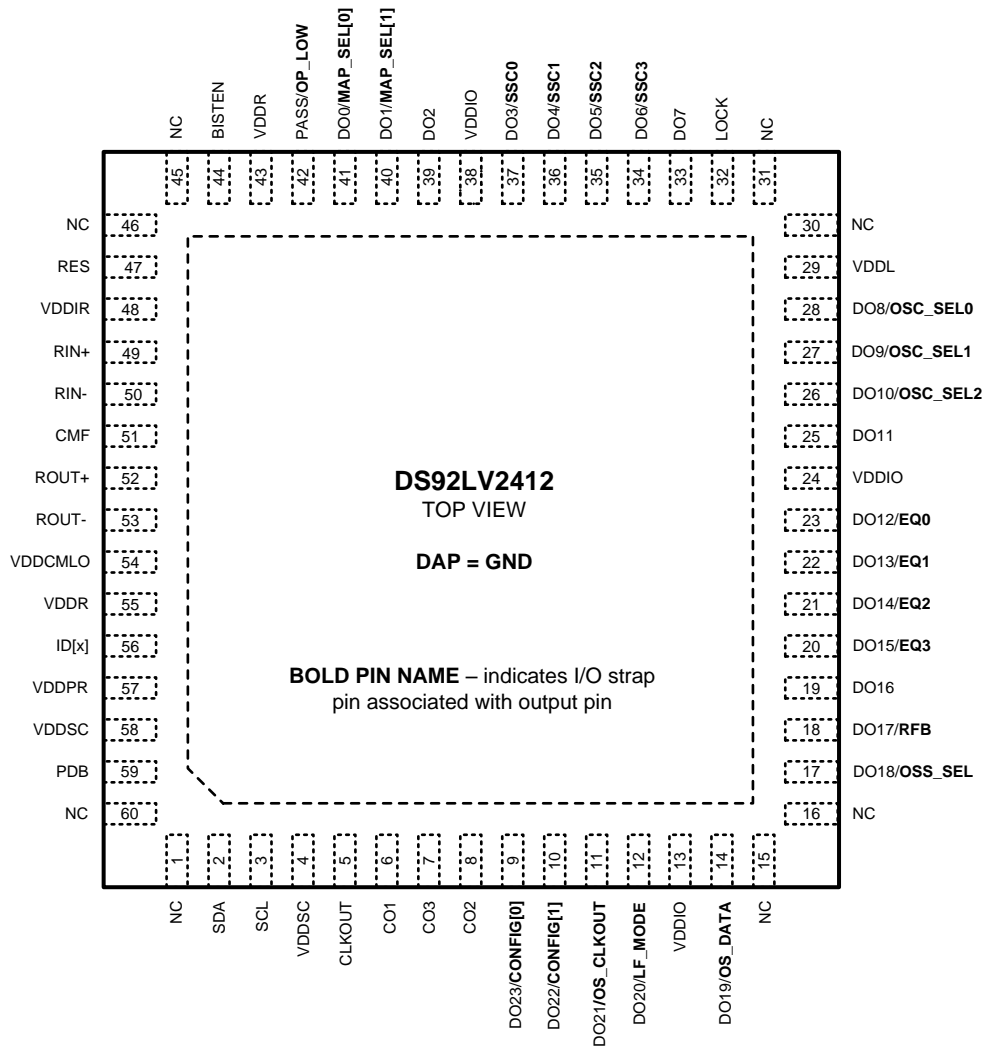 NC
BISTEN
VDDR
PASS/OP_LOW
DO0/MAP_SEL[0]
DO1/MAP_SEL[1]
DO2
VDDIO
DO3/SSC0
DO4/SSC1
DO5/SSC2
DO6/SSC3
DO7
LOCK
NC
45
44
43
42
41
40
39
38
37
36
35
34
33
32
31
NC 46
RES 47
VDDIR 48
RIN+ 49
RIN- 50
CMF 51
ROUT+ 52
ROUT- 53
VDDCMLO 54
VDDR 55
ID[x] 56
VDDPR 57
VDDSC 58
PDB 59
NC 60
DS92LV2412
TOP VIEW
DAP = GND
BOLD PIN NAME – indicates I/O strap
pin associated with output pin
30 NC
29 VDDL
28 DO8/OSC_SEL0
27 DO9/OSC_SEL1
26 DO10/OSC_SEL2
25 DO11
24 VDDIO
23 DO12/EQ0
22 DO13/EQ1
21 DO14/EQ2
20 DO15/EQ3
19 DO16
18 DO17/RFB
17 DO18/OSS_SEL
16 NC
1
2
3
4
5
6
7
8
9
10
11
12
13
14
15
NC
SDA
SCL
VDDSC
CLKOUT
CO1
CO3
CO2
DO23/CONFIG[0]
DO22/CONFIG[1]
DO21/OS_CLKOUT
DO20/LF_MODE
VDDIO
DO19/OS_DATA
NC